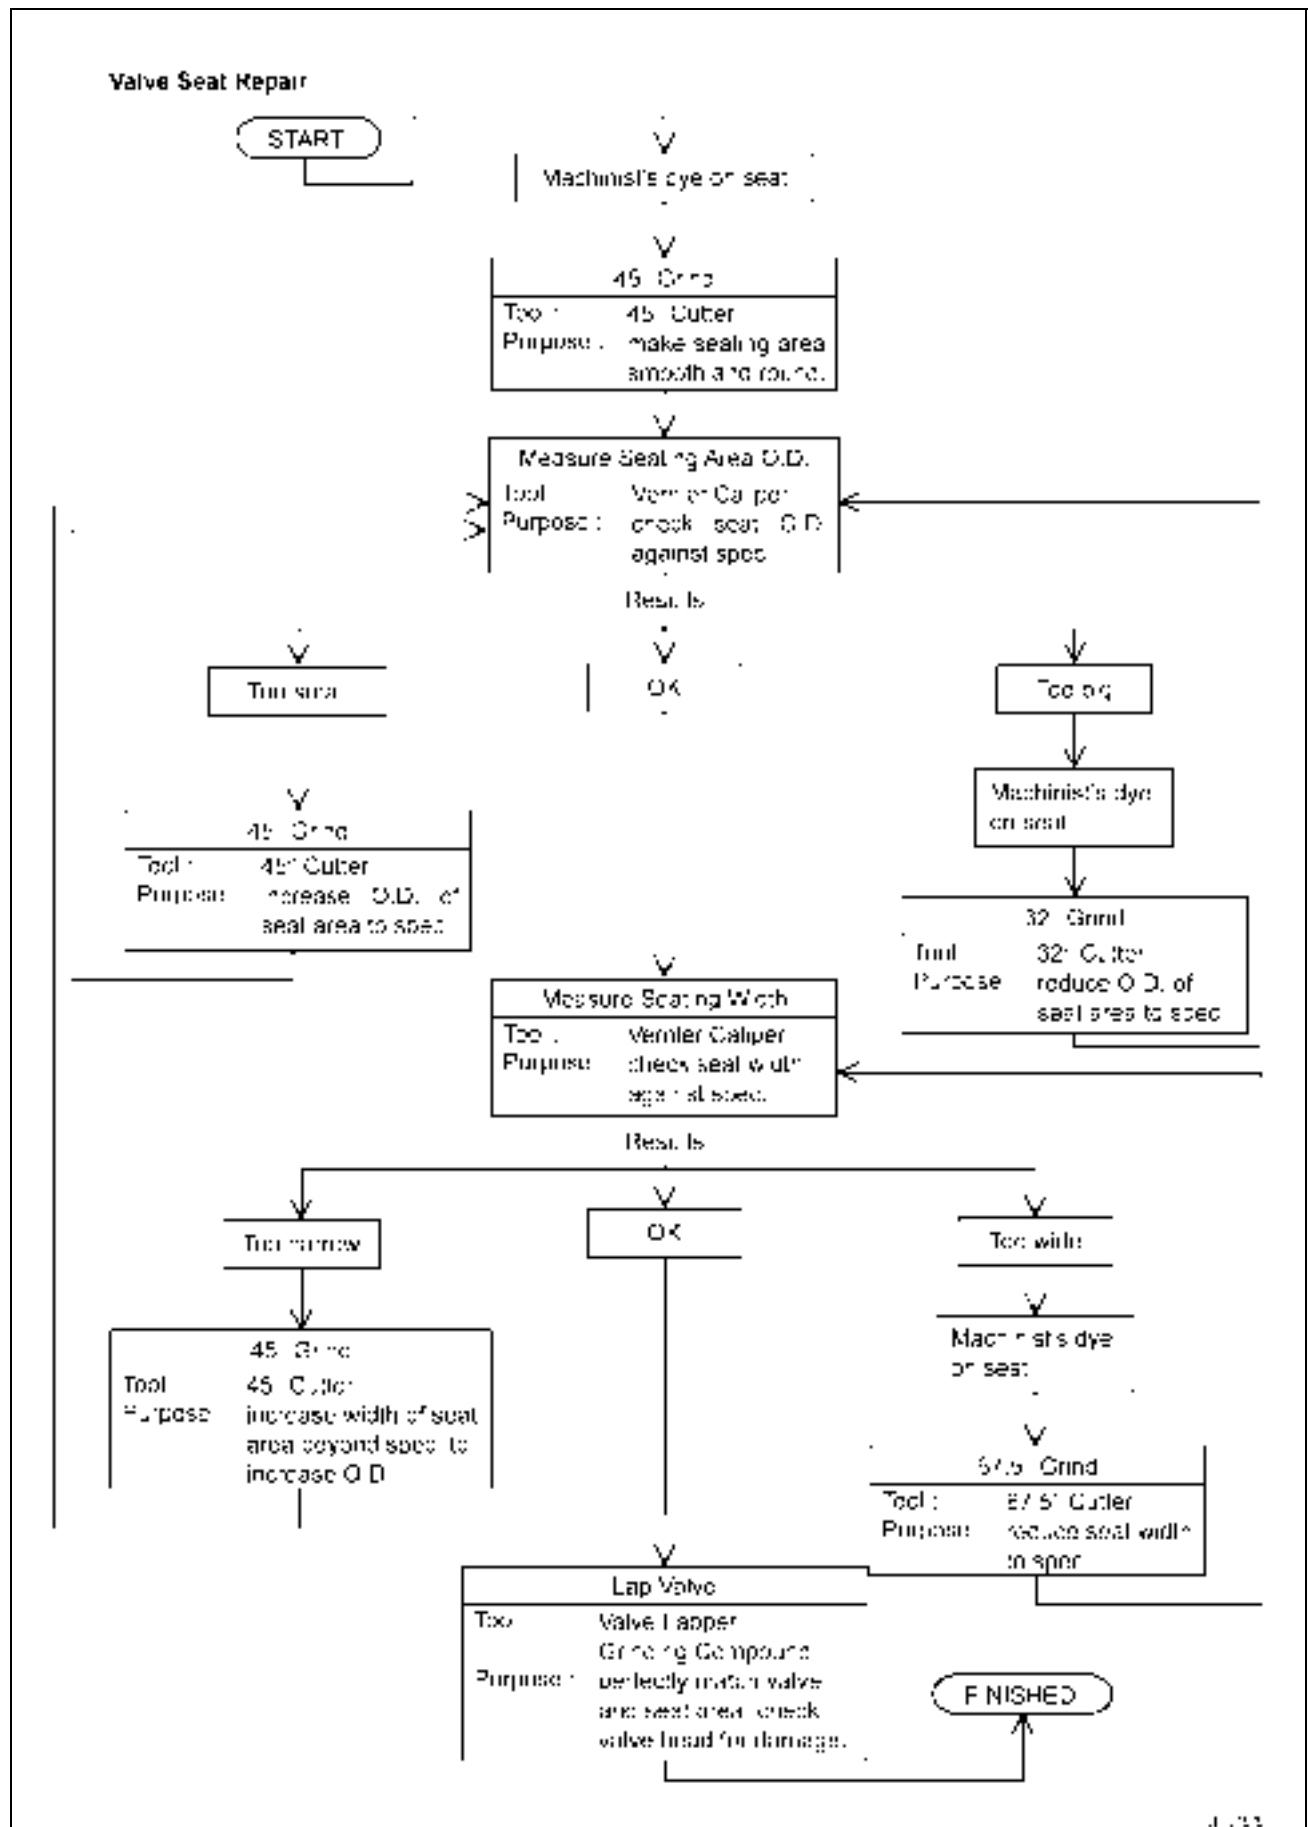 Valve Seat Repair
START
Machinist's dye on seat
45° Grind
Tool : 45° Cutter
Purpose : make seating area
smooth and round.
Measure Seating Area O.D.
Tool Vernier Caliper
Purpose : check seat O.D.
against spec
Results
Too small
OK
Too big
Machinist's dye
on seat
45° Grind
Tool : 45° Cutter
Purpose increase O.D. of
seat area to spec
32° Grind
Tool 32° Cutter
Purpose reduce O.D. of
seat area to spec
Measure Seating Width
Tool : Vernier Caliper
Purpose check seat width
against spec.
Results
Too narrow
OK
Too wide
Machinist's dye
on seat
45° Grind
Tool 45° Cutter
Purpose increase width of seat
area beyond spec. to
increase O.D.
67.5° Grind
Tool : 67.5° Cutter
Purpose reduce seat width
to spec
Lap Valve
Tool Valve Lapper
Grinding Compound
Purpose : perfectly match valve
and seat area, check
valve head for damage.
FINISHED